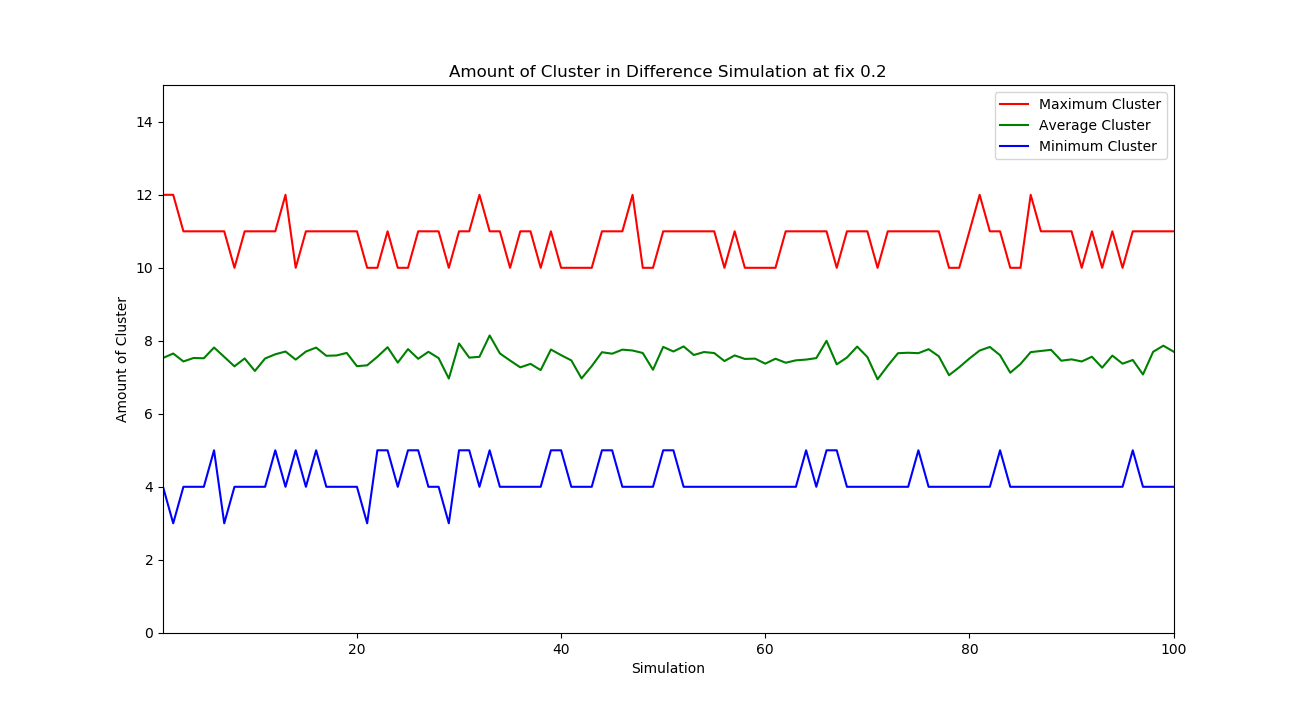 Amount of Cluster in Difference Simulation at fix 0.2
Maximum Cluster
Average Cluster
Minimum Cluster
Amount of Cluster
14
12
10
8
6
4
2
0
20
40
60
80
100
Simulation